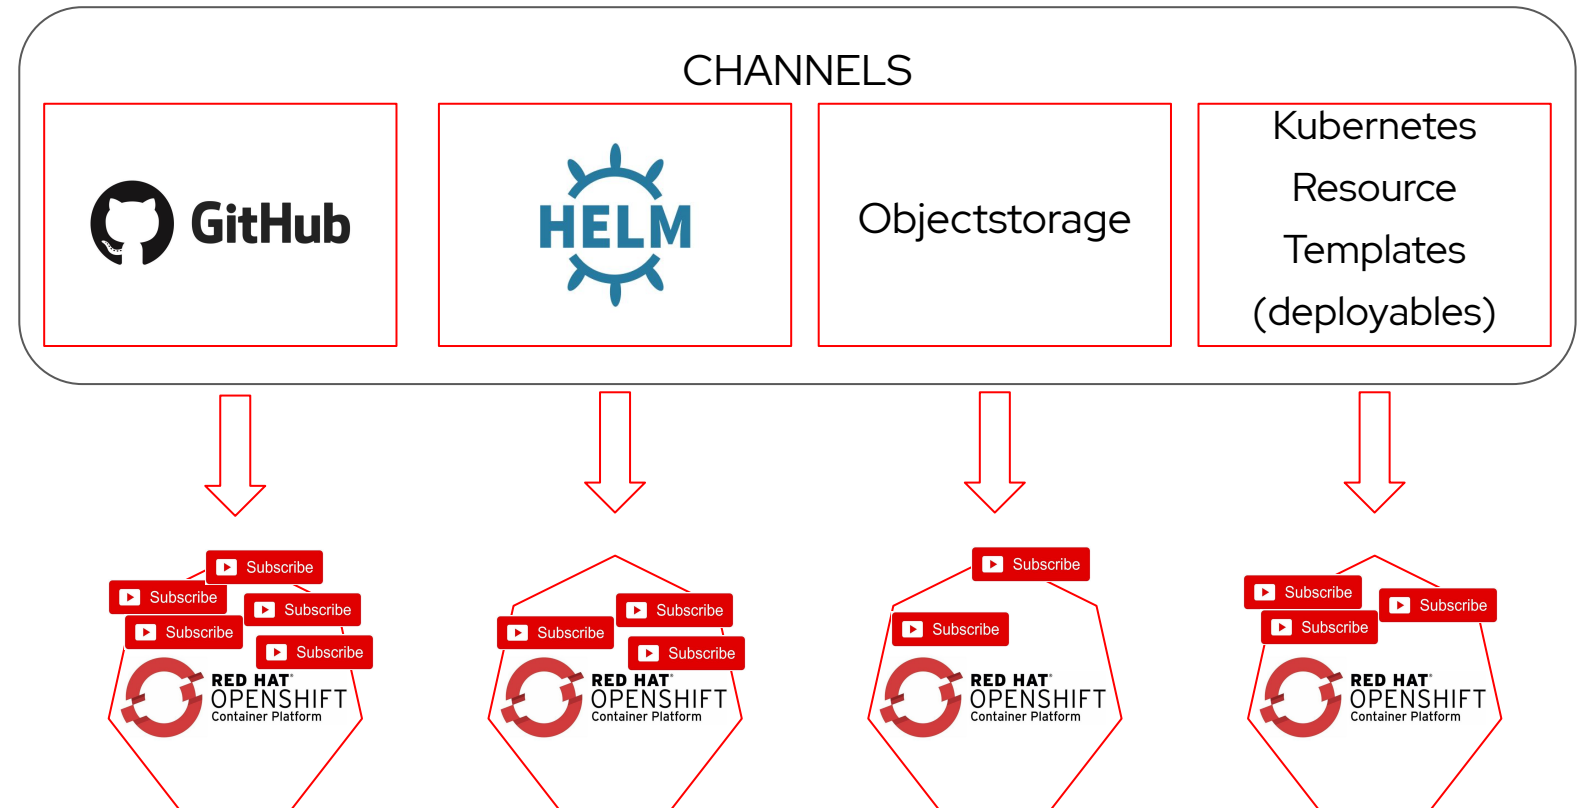 CHANNELS
GitHub
HELM
Objectstorage
Kubernetes
Resource
Templates
(deployables)
Subscribe
Subscribe
Subscribe
Subscribe
Subscribe
RED HAT®
OPENSHIFT
Container Platform
Subscribe
Subscribe
Subscribe
RED HAT®
OPENSHIFT
Container Platform
Subscribe
Subscribe
RED HAT®
OPENSHIFT
Container Platform
Subscribe
Subscribe
Subscribe
RED HAT®
OPENSHIFT
Container Platform